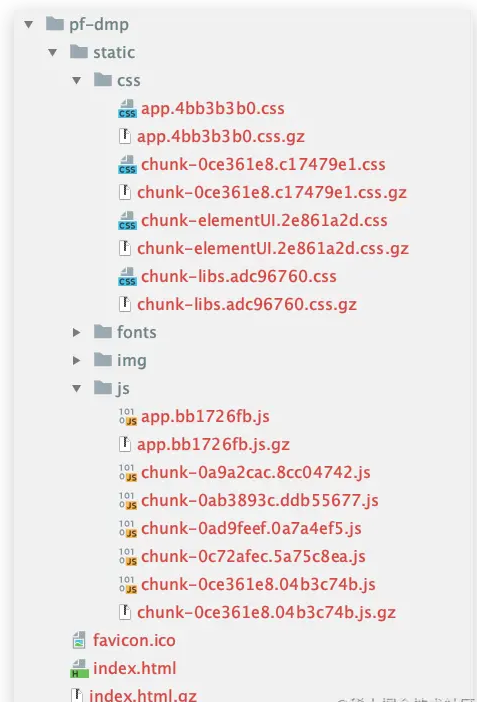 pf-dmp
static
css
app.4bb3b3b0.css
app.4bb3b3b0.css.gz
chunk-0ce361e8.c17479e1.css
chunk-0ce361e8.c17479e1.css.gz
chunk-elementUI.2e861a2d.css
chunk-elementUI.2e861a2d.css.gz
chunk-libs.adc96760.css
chunk-libs.adc96760.css.gz
fonts
img
js
app.bb1726fb.js
app.bb1726fb.js.gz
chunk-0a9a2cac.8cc04742.js
chunk-0ab3893c.ddb55677.js
chunk-0ad9feef.0a7a4ef5.js
chunk-0c72afec.5a75c8ea.js
chunk-0ce361e8.04b3c74b.js
chunk-0ce361e8.04b3c74b.js.gz
favicon.ico
index.html
index.html.gz